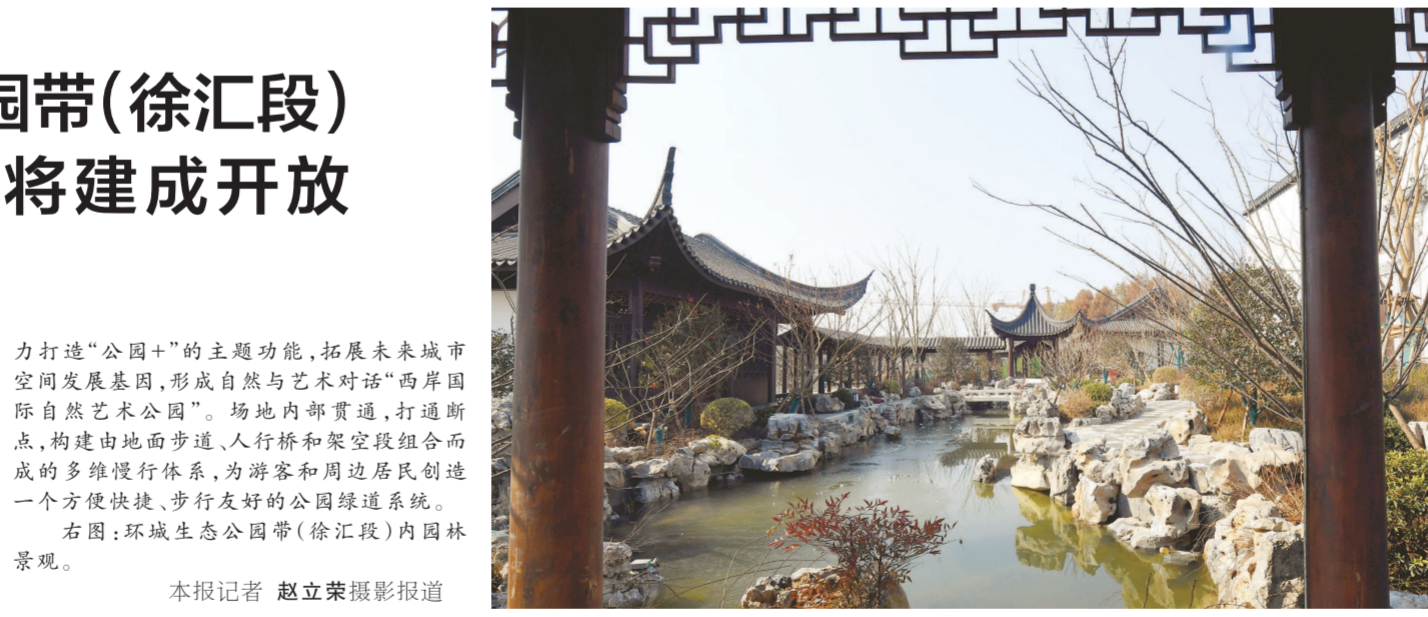 园带(徐汇段)
将建成开放
力打造“公园+”的主题功能,拓展未来城市
空间发展基因,形成自然与艺术对话“西岸国
际自然艺术公园”。场地内部贯通,打通断
点,构建由地面步道、人行桥和架空段组合而
成的多维慢行体系,为游客和周边居民创造
一个方便快捷、步行友好的公园绿道系统。
右图:环城生态公园带(徐汇段)内园林
景观。
本报记者 赵立荣摄影报道